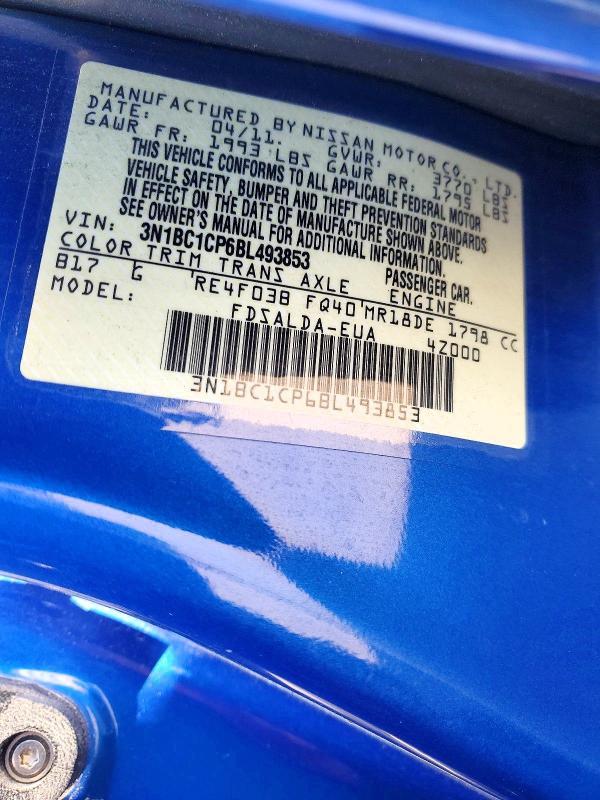 MANUFACTURED BY NISSAN MOTOR CO., LTD.
DATE: 04/11. GVWR: 3770 LBS
GAWR FR: 1993 LBS GAWR RR: 1795 LBS
THIS VEHICLE CONFORMS TO ALL APPLICABLE FEDERAL MOTOR
VEHICLE SAFETY, BUMPER AND THEFT PREVENTION STANDARDS
IN EFFECT ON THE DATE OF MANUFACTURE SHOWN ABOVE.
SEE OWNER'S MANUAL FOR ADDITIONAL INFORMATION.
VIN: 3N1BC1CP6BL493853 PASSENGER CAR.
COLOR TRIM TRANS AXLE ENGINE
B17 G RE4F03B FQ40 MR18DE 1798 CC
MODEL: FDSALDA-EUA 4Z000
3N1BC1CP6BL493853